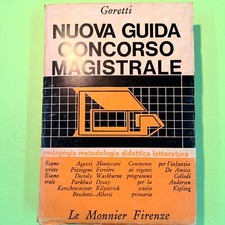 Goretti
NUOVA GUIDA
CONCORSO
MAGISTRALE
pedagogia metodologia didattica letteratura
Esame Agazzi Montessori Commento per l'infanzia
scritto Pizzigoni Ferrière ai vigenti De Amicis
Esame Decroly Washburne programmi Collodi
orale Parkhust Dewey per la Andersen
Kerschensteiner Kilpatrick scuola Kipling
Boschetti-Alberti primaria
Le Monnier Firenze